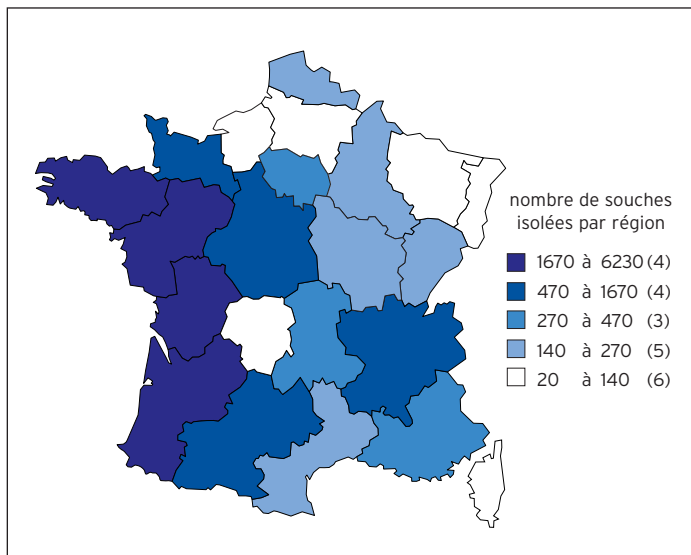 nombre de souches
isolées par région
1670 à 6230 (4)
470 à 1670 (4)
270 à 470 (3)
140 à 270 (5)
20 à 140 (6)